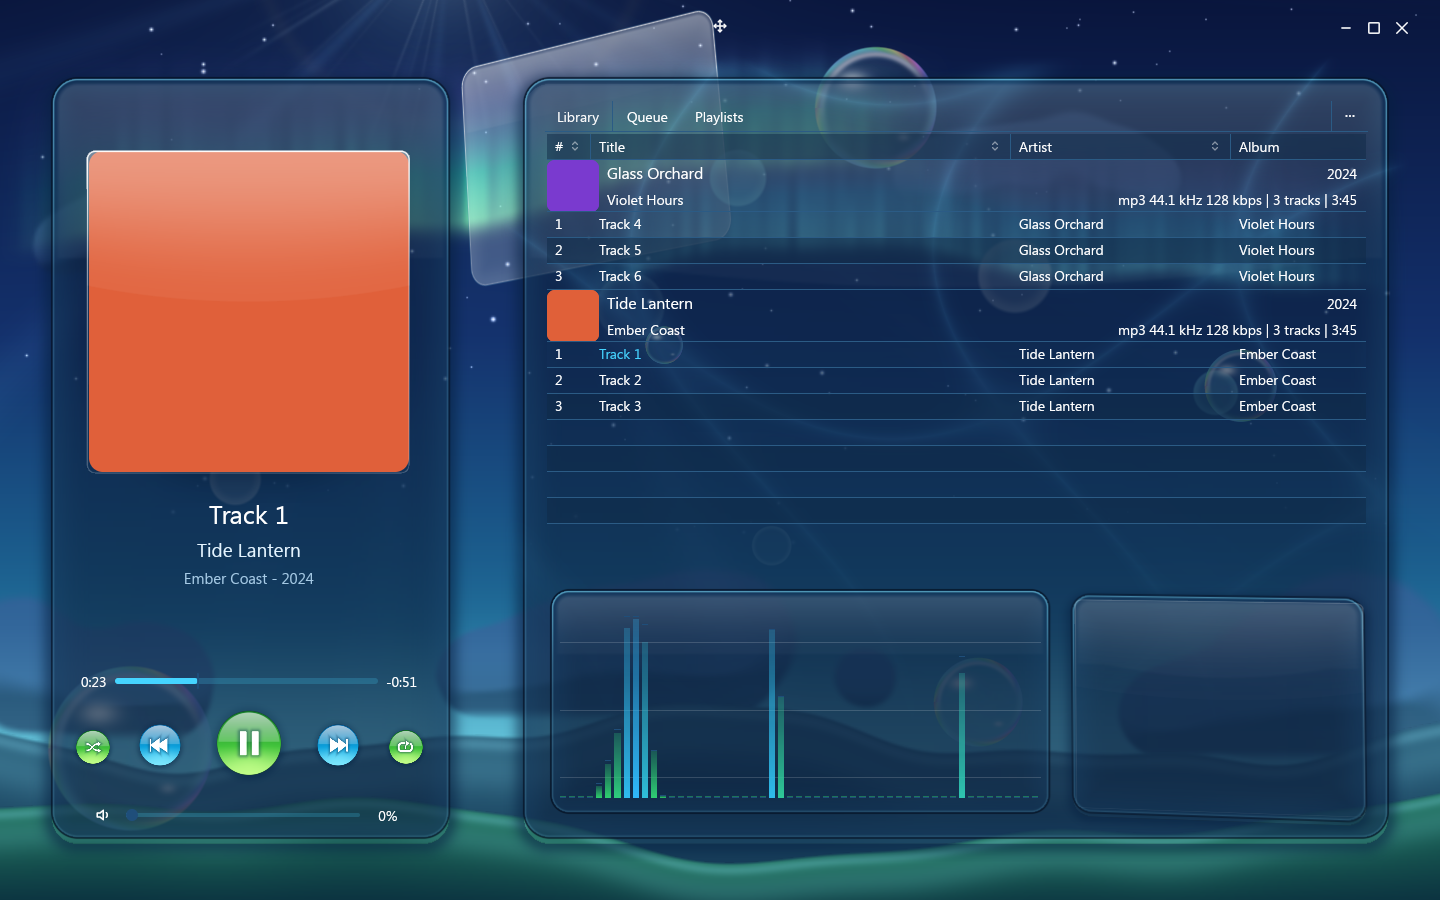 Library Queue Playlists ...
# Title Artist Album
Glass Orchard 2024
Violet Hours mp3 44.1 kHz 128 kbps | 3 tracks | 3:45
1 Track 4 Glass Orchard Violet Hours
2 Track 5 Glass Orchard Violet Hours
3 Track 6 Glass Orchard Violet Hours
Tide Lantern 2024
Ember Coast mp3 44.1 kHz 128 kbps | 3 tracks | 3:45
1 Track 1 Tide Lantern Ember Coast
2 Track 2 Tide Lantern Ember Coast
3 Track 3 Tide Lantern Ember Coast
Track 1
Tide Lantern
Ember Coast - 2024
0:23 -0:51
0%